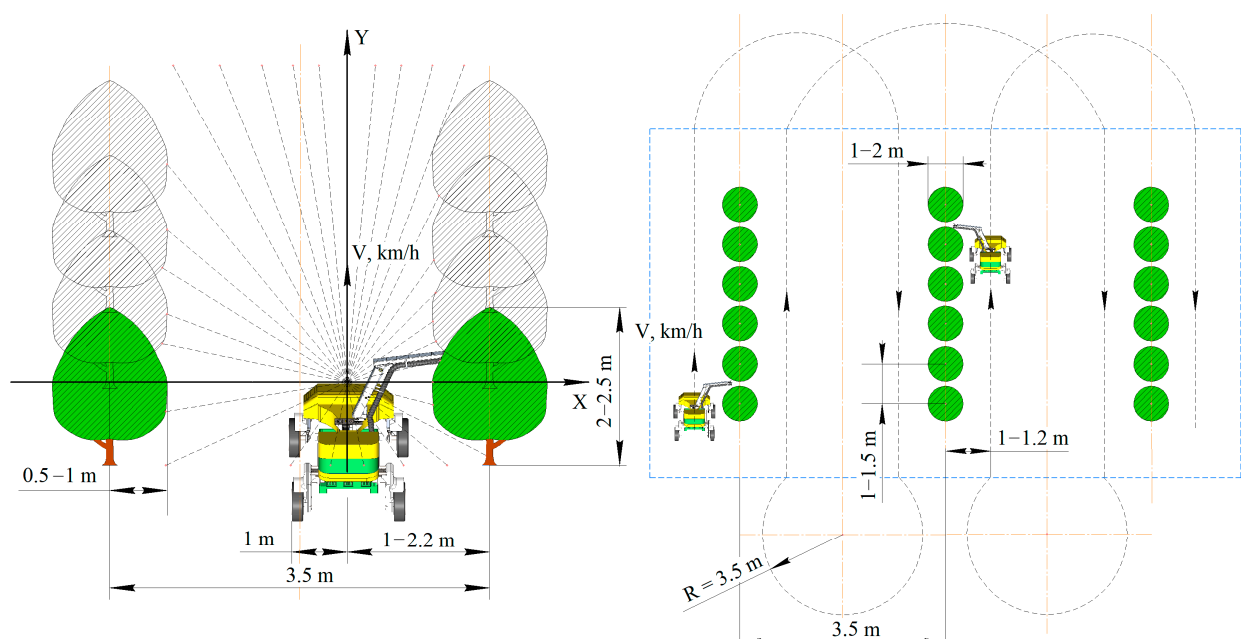 Y
V, km/h
X
2−2.5 m
0.5−1 m
1 m
1−2.2 m
3.5 m
1−2 m
V, km/h
1−1.2 m
1−1.5 m
R = 3.5 m
3.5 m